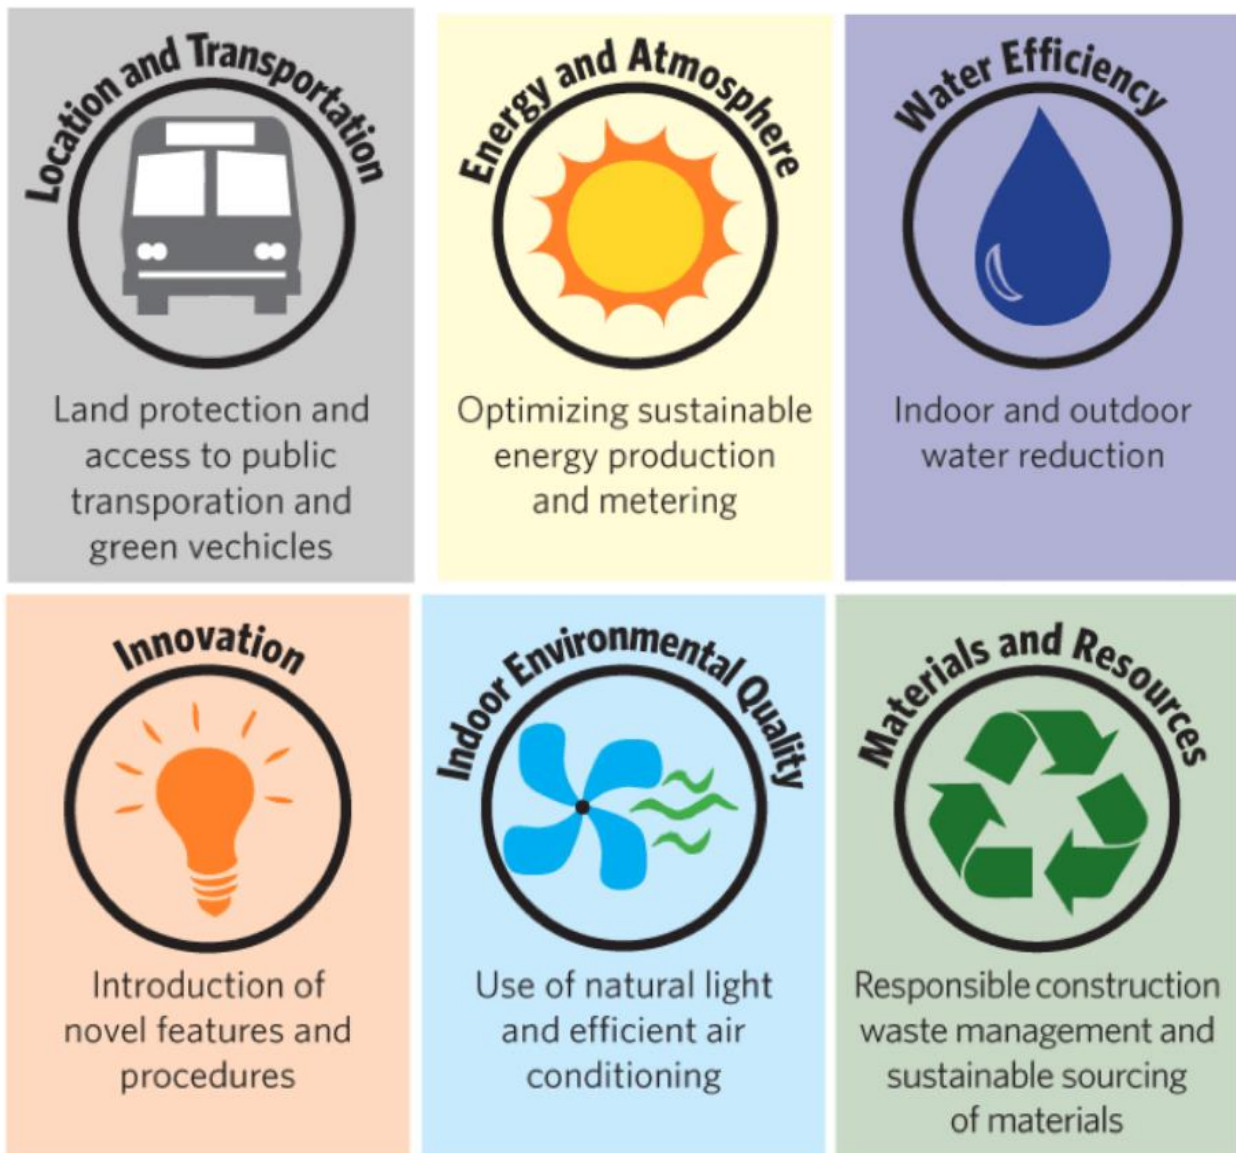 Location and Transportation
Land protection and
access to public
transporation and
green vechicles
Energy and Atmosphere
Optimizing sustainable
energy production
and metering
Water Efficiency
Indoor and outdoor
water reduction
Innovation
Introduction of
novel features and
procedures
Indoor Environmental Quality
Use of natural light
and efficient air
conditioning
Materials and Resources
Responsible construction
waste management and
sustainable sourcing
of materials